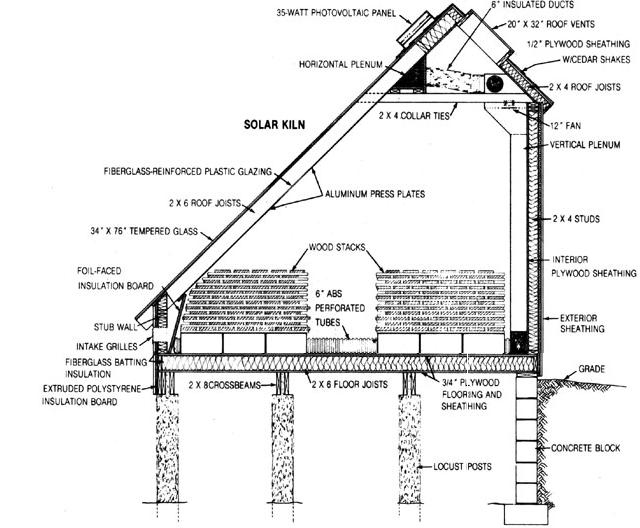 6" INSULATED DUCTS
35-WATT PHOTOVOLTAIC PANEL
20" X 32" ROOF VENTS
1/2" PLYWOOD SHEATHING
W/CEDAR SHAKES
HORIZONTAL PLENUM
2 X 4 ROOF JOISTS
2 X 4 COLLAR TIES
12" FAN
SOLAR KILN
VERTICAL PLENUM
FIBERGLASS-REINFORCED PLASTIC GLAZING
ALUMINUM PRESS PLATES
2 X 6 ROOF JOISTS
2 X 4 STUDS
34" X 76" TEMPERED GLASS
WOOD STACKS
INTERIOR
PLYWOOD SHEATHING
FOIL-FACED
INSULATION BOARD
6" ABS
PERFORATED
TUBES
STUB WALL
EXTERIOR
SHEATHING
INTAKE GRILLES
FIBERGLASS BATTING
INSULATION
EXTRUDED POLYSTYRENE
INSULATION BOARD
2 X 8 CROSSBEAMS
2 X 6 FLOOR JOISTS
3/4" PLYWOOD
FLOORING AND
SHEATHING
GRADE
CONCRETE BLOCK
LOCUST POSTS